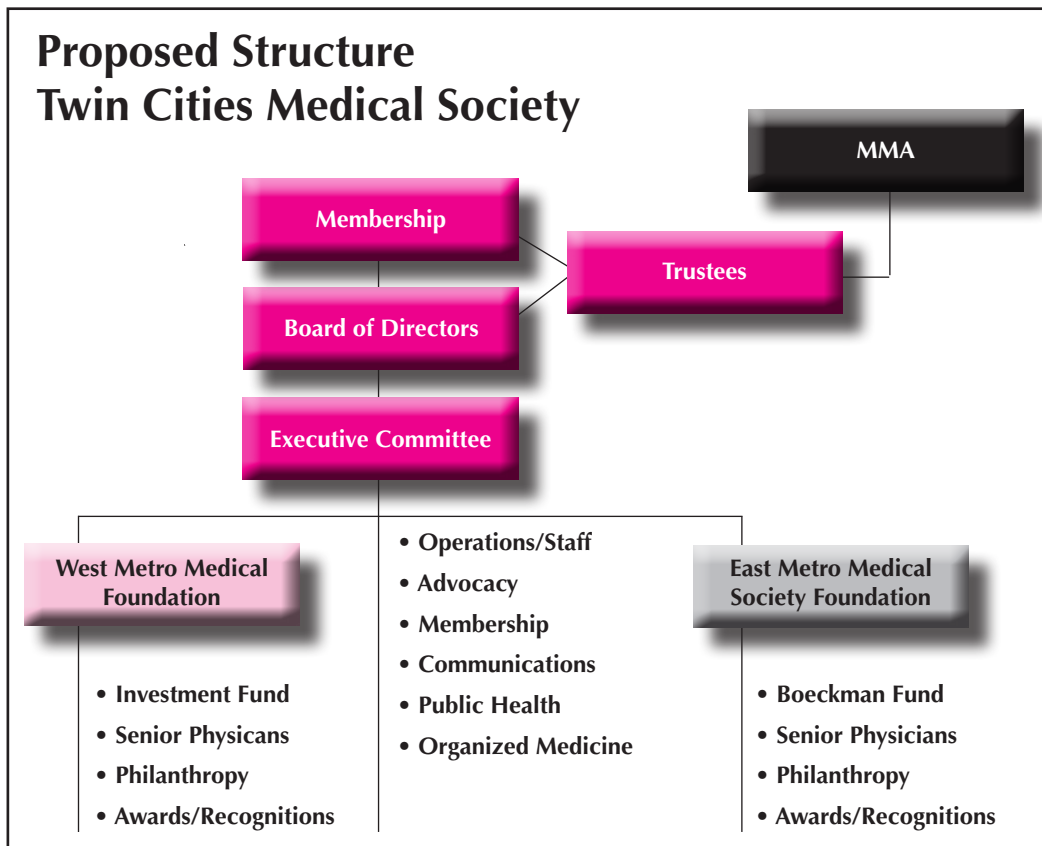 Proposed Structure
Twin Cities Medical Society
MMA
Membership
Trustees
Board of Directors
Executive Committee
West Metro Medical
Foundation
• Investment Fund
• Senior Physicans
• Philanthropy
• Awards/Recognitions
• Operations/Staff
• Advocacy
• Membership
• Communications
• Public Health
• Organized Medicine
East Metro Medical
Society Foundation
• Boeckman Fund
• Senior Physicians
• Philanthropy
• Awards/Recognitions